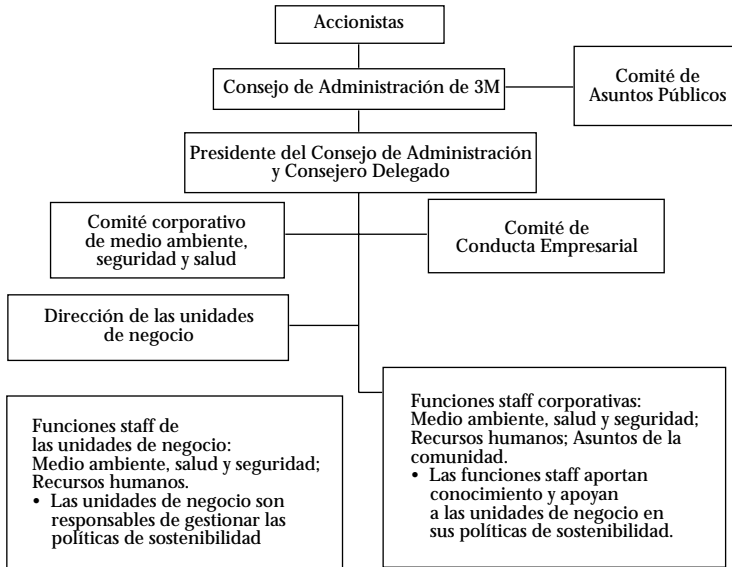 Accionistas
Consejo de Administración de 3M
Comité de
Asuntos Públicos
Presidente del Consejo de Administración
y Consejero Delegado
Comité corporativo
de medio ambiente,
seguridad y salud
Comité de
Conducta Empresarial
Dirección de las unidades
de negocio
Funciones staff de
las unidades de negocio:
Medio ambiente, salud y seguridad;
Recursos humanos.
• Las unidades de negocio son
responsables de gestionar las
políticas de sostenibilidad
Funciones staff corporativas:
Medio ambiente, salud y seguridad;
Recursos humanos; Asuntos de la
comunidad.
• Las funciones staff aportan
conocimiento y apoyan
a las unidades de negocio en
sus políticas de sostenibilidad.